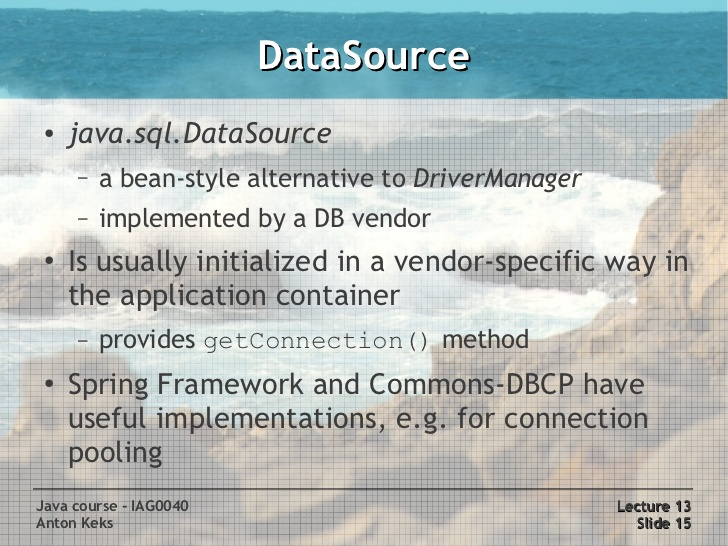 DataSource
• java.sql.DataSource
– a bean-style alternative to DriverManager
– implemented by a DB vendor
• Is usually initialized in a vendor-specific way in
the application container
– provides getConnection() method
• Spring Framework and Commons-DBCP have
useful implementations, e.g. for connection
pooling
Java course - IAG0040
Anton Keks
Lecture 13
Slide 15